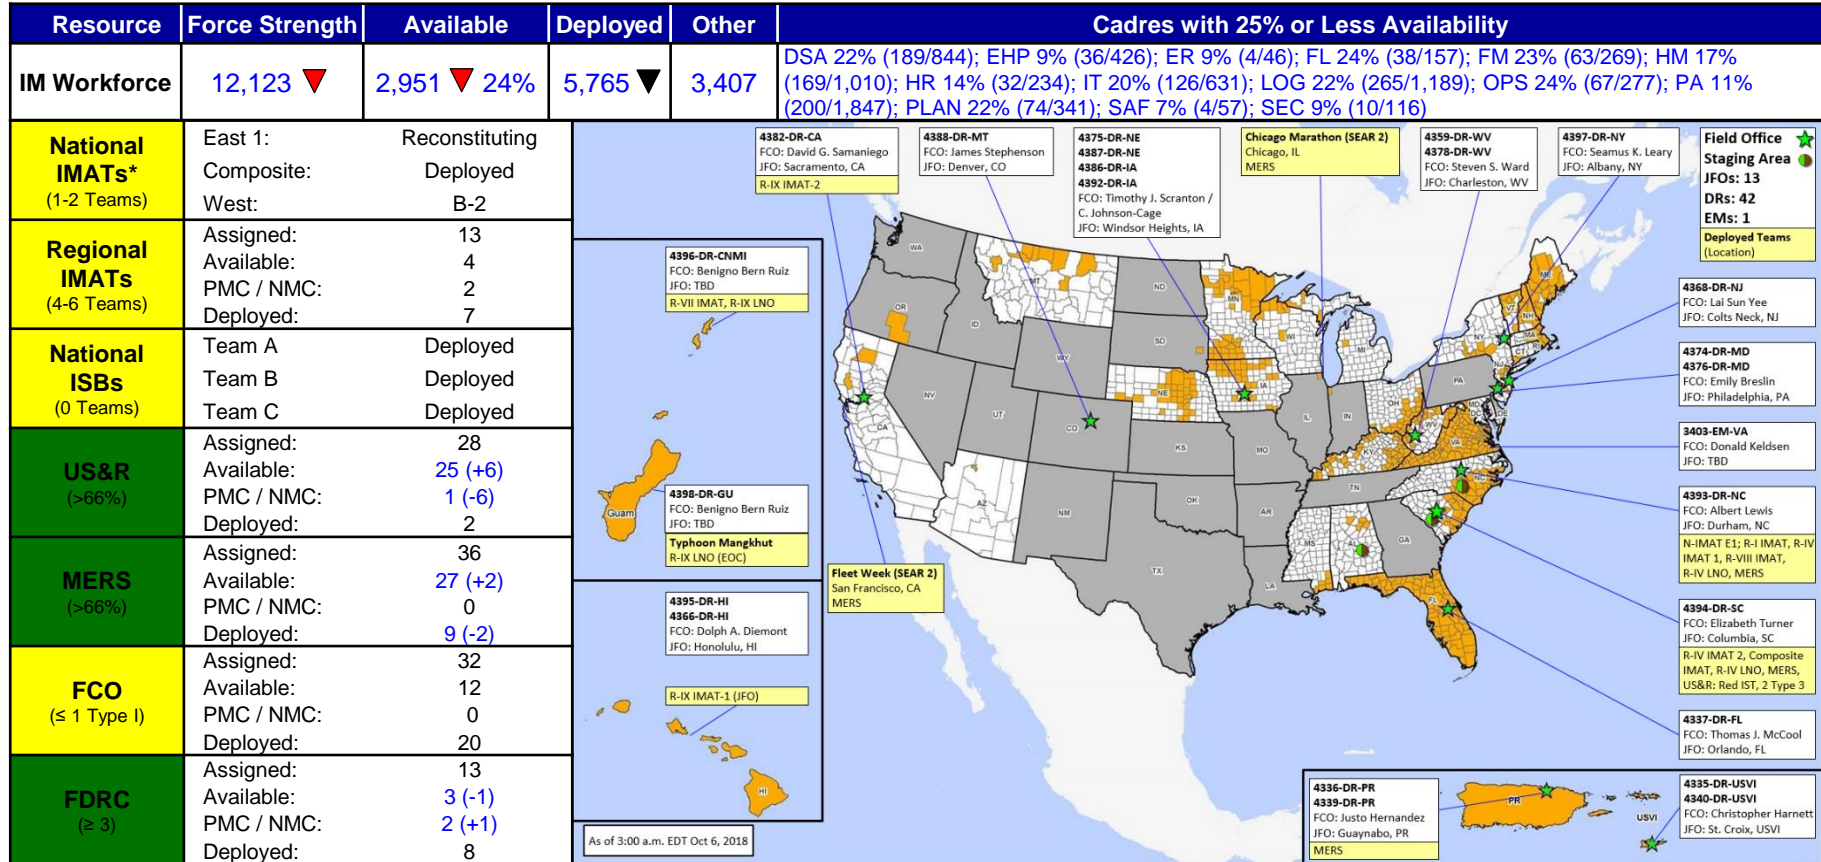 Resource Force Strength Available Deployed Other Cadres with 25% or Less Availability
IM Workforce 12,123 2,951 24% 5,765 3,407
DSA 22% (189/844); EHP 9% (36/426); ER 9% (4/46); FL 24% (38/157); FM 23% (63/269); HM 17%
(169/1,010); HR 14% (32/234); IT 20% (126/631); LOG 22% (265/1,189); OPS 24% (67/277); PA 11%
(200/1,847); PLAN 22% (74/341); SAF 7% (4/57); SEC 9% (10/116)
National
IMATs*
(1-2 Teams)
East 1: Reconstituting
Composite: Deployed
West: B-2
Regional
IMATs
(4-6 Teams)
Assigned: 13
Available: 4
PMC / NMC: 2
Deployed: 7
National
ISBs
(0 Teams)
Team A Deployed
Team B Deployed
Team C Deployed
US&R
(>66%)
Assigned: 28
Available: 25 (+6)
PMC / NMC: 1 (-6)
Deployed: 2
MERS
(>66%)
Assigned: 36
Available: 27 (+2)
PMC / NMC: 0
Deployed: 9 (-2)
FCO
(≤ 1 Type I)
Assigned: 32
Available: 12
PMC / NMC: 0
Deployed: 20
FDRC
(≥ 3)
Assigned: 13
Available: 3 (-1)
PMC / NMC: 2 (+1)
Deployed: 8
4382-DR-CA
FCO: David G. Samaniego
JFO: Sacramento, CA
R-IX IMAT-2
4388-DR-MT
FCO: James Stephenson
JFO: Denver, CO
4375-DR-NE
4387-DR-NE
4386-DR-IA
4392-DR-IA
FCO: Timothy J. Scranton /
C. Johnson-Cage
JFO: Windsor Heights, IA
Chicago Marathon (SEAR 2)
Chicago, IL
MERS
4359-DR-WV
4378-DR-WV
FCO: Steven S. Ward
JFO: Charleston, WV
4397-DR-NY
FCO: Seamus K. Leary
JFO: Albany, NY
Field Office
Staging Area
JFOs: 13
DRs: 42
EMs: 1
Deployed Teams
(Location)
4396-DR-CNMI
FCO: Benigno Bern Ruiz
JFO: TBD
R-VII IMAT, R-IX LNO
4398-DR-GU
FCO: Benigno Bern Ruiz
JFO: TBD
Typhoon Mangkhut
R-IX LNO (EOC)
Guam
4395-DR-HI
4366-DR-HI
FCO: Dolph A. Diemont
JFO: Honolulu, HI
R-IX IMAT-1 (JFO)
HI
As of 3:00 a.m. EDT Oct 6, 2018
Fleet Week (SEAR 2)
San Francisco, CA
MERS
4368-DR-NJ
FCO: Lai Sun Yee
JFO: Colts Neck, NJ
4374-DR-MD
4376-DR-MD
FCO: Emily Breslin
JFO: Philadelphia, PA
3403-EM-VA
FCO: Donald Keldsen
JFO: TBD
4393-DR-NC
FCO: Albert Lewis
JFO: Durham, NC
N-IMAT E1; R-I IMAT, R-IV
IMAT 1, R-VIII IMAT,
R-IV LNO, MERS
4394-DR-SC
FCO: Elizabeth Turner
JFO: Columbia, SC
R-IV IMAT 2, Composite
IMAT, R-IV LNO, MERS,
US&R: Red IST, 2 Type 3
4337-DR-FL
FCO: Thomas J. McCool
JFO: Orlando, FL
4336-DR-PR
4339-DR-PR
FCO: Justo Hernandez
JFO: Guaynabo, PR
MERS
PR
USVI
4335-DR-USVI
4340-DR-USVI
FCO: Christopher Harnett
JFO: St. Croix, USVI
WA
OR
CA
NV
ID
MT
WY
UT
AZ
CO
NM
ND
SD
NE
KS
OK
TX
MN
IA
MO
AR
LA
WI
IL
MI
IN
OH
KY
TN
MS
AL
GA
FL
SC
NC
VA
WV
PA
NY
VT
NH
ME
MA
CT
RI
NJ
MD
DC
DE